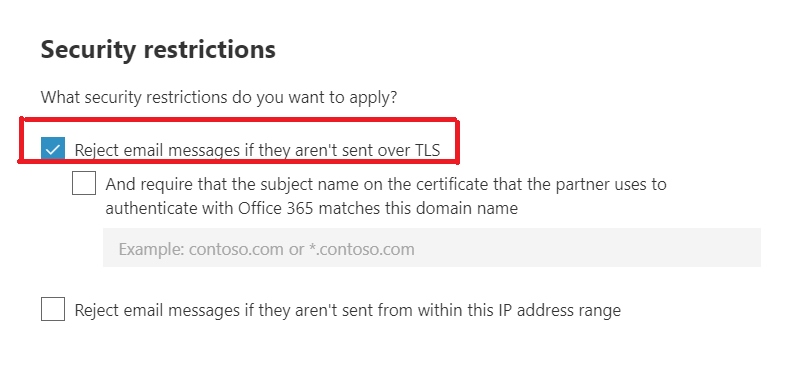 Security restrictions
What security restrictions do you want to apply?
Reject email messages if they aren't sent over TLS
And require that the subject name on the certificate that the partner uses to
authenticate with Office 365 matches this domain name
Example: contoso.com or *.contoso.com
Reject email messages if they aren't sent from within this IP address range